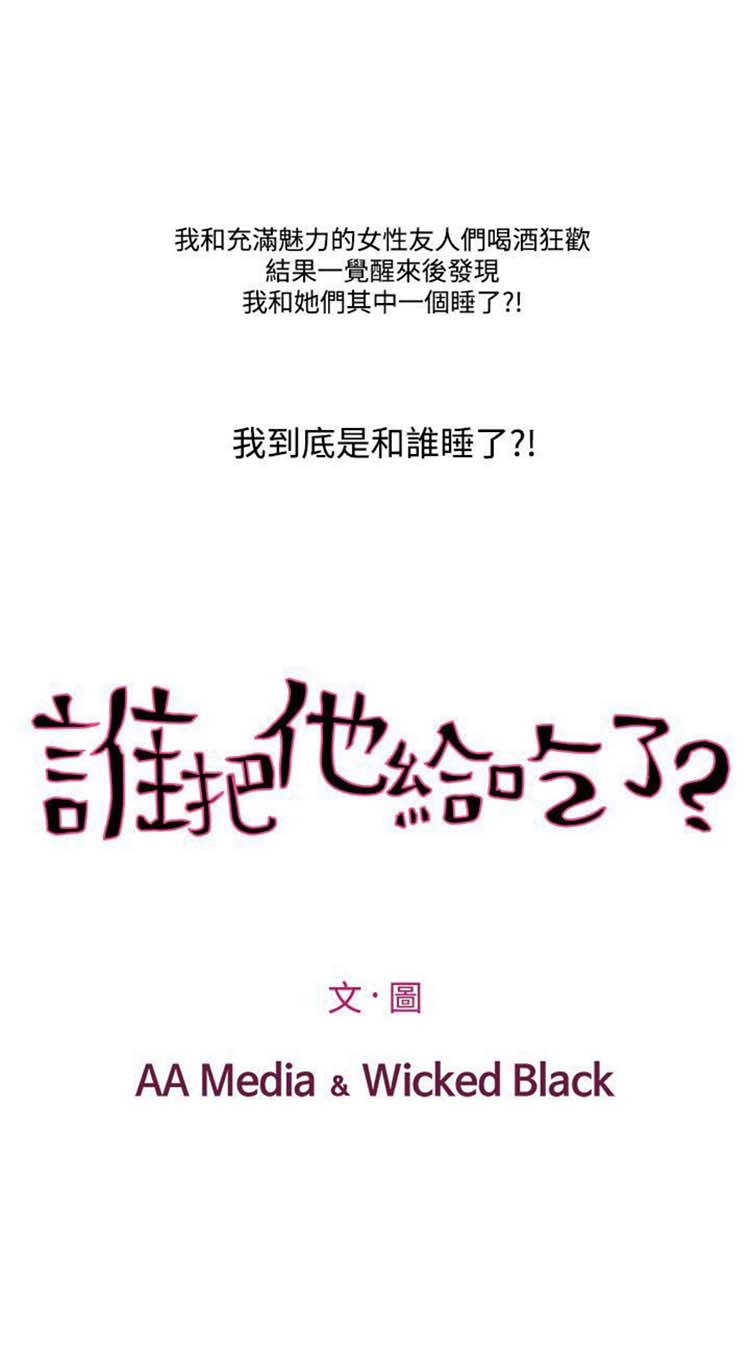 我和充滿魅力的女性友人們喝酒狂歡
結果一覺醒來後發現
我和她們其中一個睡了?!
我到底是和誰睡了?!
誰把他給吃了?
文·圖
AA Media & Wicked Black